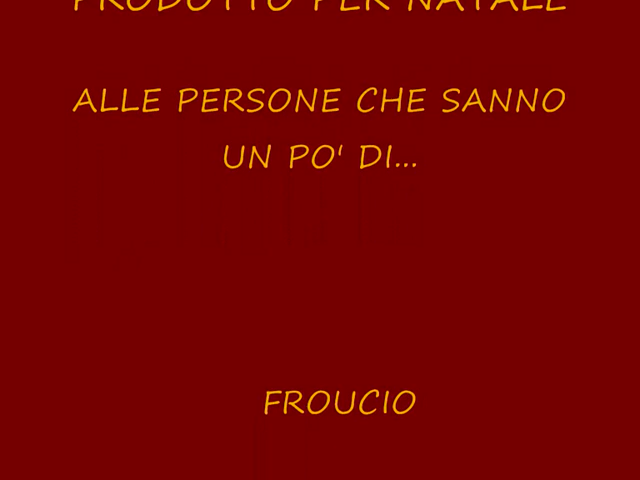 PRODOTTO PER NATALE
ALLE PERSONE CHE SANNO
UN PO' DI...
FROUCIO